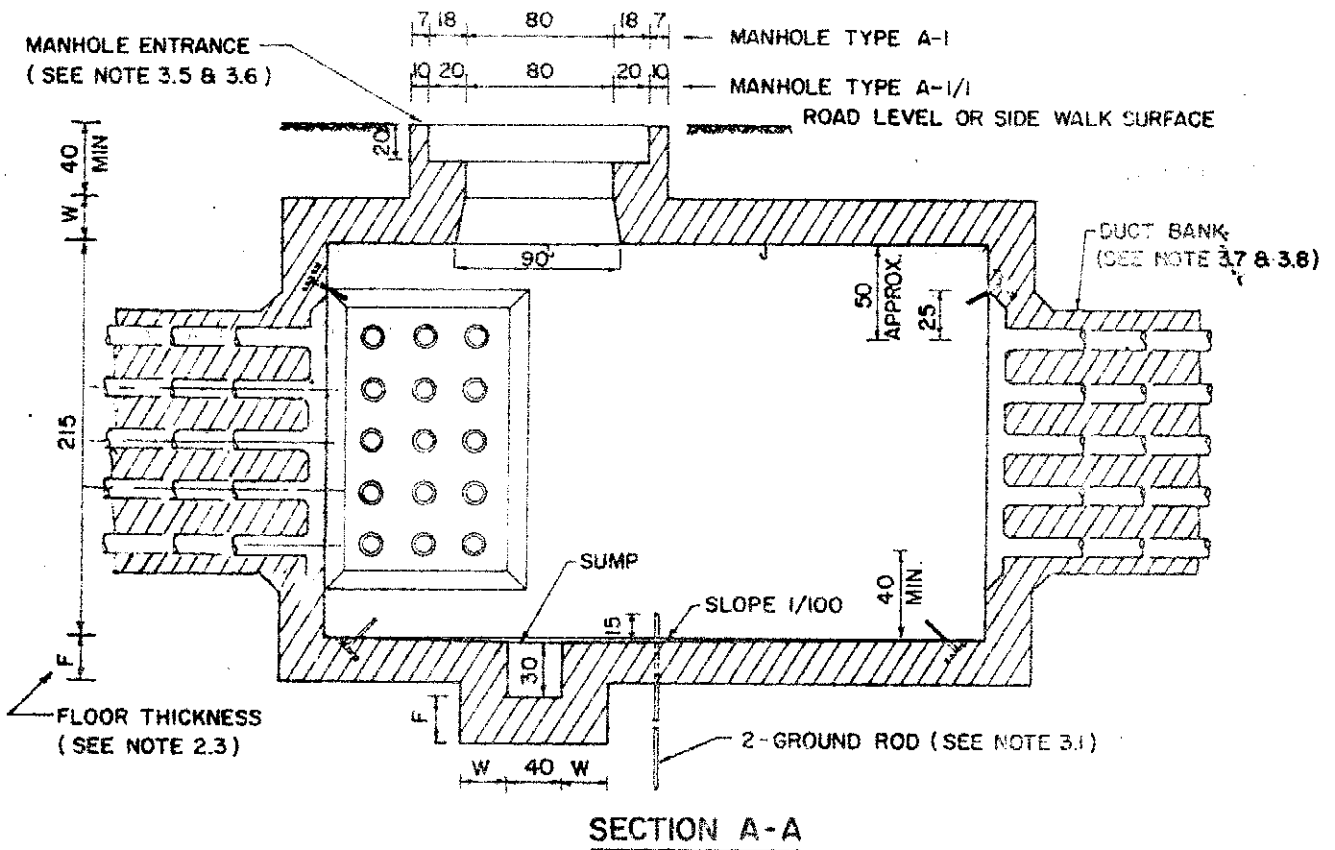 7 18 80 18 7 MANHOLE TYPE A-1
MANHOLE ENTRANCE
(SEE NOTE 3.5 & 3.6)
10 20 80 20 10 MANHOLE TYPE A-1/1
ROAD LEVEL OR SIDE WALK SURFACE
40
MIN
20
W
DUCT BANK
(SEE NOTE 3.7 & 3.8)
90
50
APPROX.
25
215
SUMP
40
MIN.
15
SLOPE 1/100
F
30
FLOOR THICKNESS
(SEE NOTE 2.3)
F
2-GROUND ROD (SEE NOTE 3.1)
W 40 W
SECTION A-A